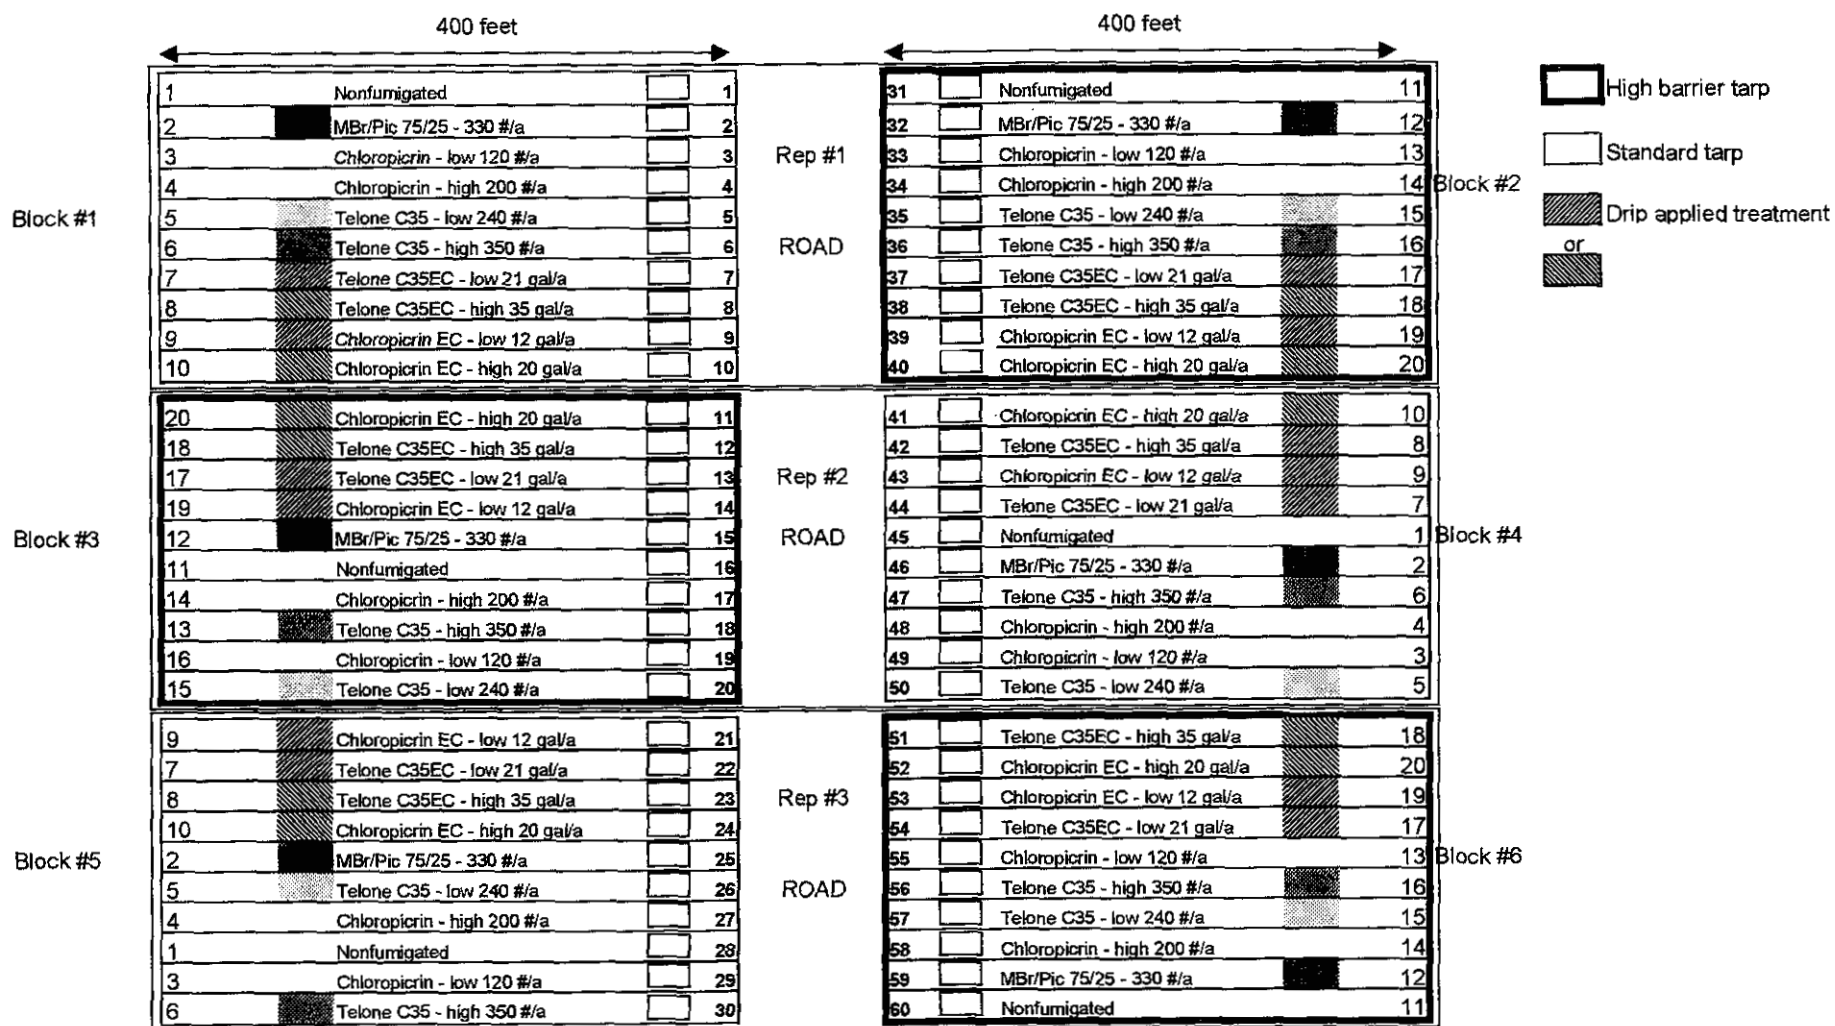 400 feet
400 feet
1 Nonfumigated 1
2 MBr/Pic 75/25 - 330 #/a 2
3 Chloropicrin - low 120 #/a 3
4 Chloropicrin - high 200 #/a 4
5 Telone C35 - low 240 #/a 5
6 Telone C35 - high 350 #/a 6
7 Telone C35EC - low 21 gal/a 7
8 Telone C35EC - high 35 gal/a 8
9 Chloropicrin EC - low 12 gal/a 9
10 Chloropicrin EC - high 20 gal/a 10
Block #1
Rep #1
ROAD
31 Nonfumigated 11
32 MBr/Pic 75/25 - 330 #/a 12
33 Chloropicrin - low 120 #/a 13
34 Chloropicrin - high 200 #/a 14
35 Telone C35 - low 240 #/a 15
36 Telone C35 - high 350 #/a 16
37 Telone C35EC - low 21 gal/a 17
38 Telone C35EC - high 35 gal/a 18
39 Chloropicrin EC - low 12 gal/a 19
40 Chloropicrin EC - high 20 gal/a 20
Block #2
High barrier tarp
Standard tarp
Drip applied treatment
or
20 Chloropicrin EC - high 20 gal/a 11
18 Telone C35EC - high 35 gal/a 12
17 Telone C35EC - low 21 gal/a 13
19 Chloropicrin EC - low 12 gal/a 14
12 MBr/Pic 75/25 - 330 #/a 15
11 Nonfumigated 16
14 Chloropicrin - high 200 #/a 17
13 Telone C35 - high 350 #/a 18
16 Chloropicrin - low 120 #/a 19
15 Telone C35 - low 240 #/a 20
Block #3
Rep #2
ROAD
41 Chloropicrin EC - high 20 gal/a 10
42 Telone C35EC - high 35 gal/a 8
43 Chloropicrin EC - low 12 gal/a 9
44 Telone C35EC - low 21 gal/a 7
45 Nonfumigated 1
46 MBr/Pic 75/25 - 330 #/a 2
47 Telone C35 - high 350 #/a 6
48 Chloropicrin - high 200 #/a 4
49 Chloropicrin - low 120 #/a 3
50 Telone C35 - low 240 #/a 5
Block #4
9 Chloropicrin EC - low 12 gal/a 21
7 Telone C35EC - low 21 gal/a 22
8 Telone C35EC - high 35 gal/a 23
10 Chloropicrin EC - high 20 gal/a 24
2 MBr/Pic 75/25 - 330 #/a 25
5 Telone C35 - low 240 #/a 26
4 Chloropicrin - high 200 #/a 27
1 Nonfumigated 28
3 Chloropicrin - low 120 #/a 29
6 Telone C35 - high 350 #/a 30
Block #5
Rep #3
ROAD
51 Telone C35EC - high 35 gal/a 18
52 Chloropicrin EC - high 20 gal/a 20
53 Chloropicrin EC - low 12 gal/a 19
54 Telone C35EC - low 21 gal/a 17
55 Chloropicrin - low 120 #/a 13
56 Telone C35 - high 350 #/a 16
57 Telone C35 - low 240 #/a 15
58 Chloropicrin - high 200 #/a 14
59 MBr/Pic 75/25 - 330 #/a 12
60 Nonfumigated 11
Block #6